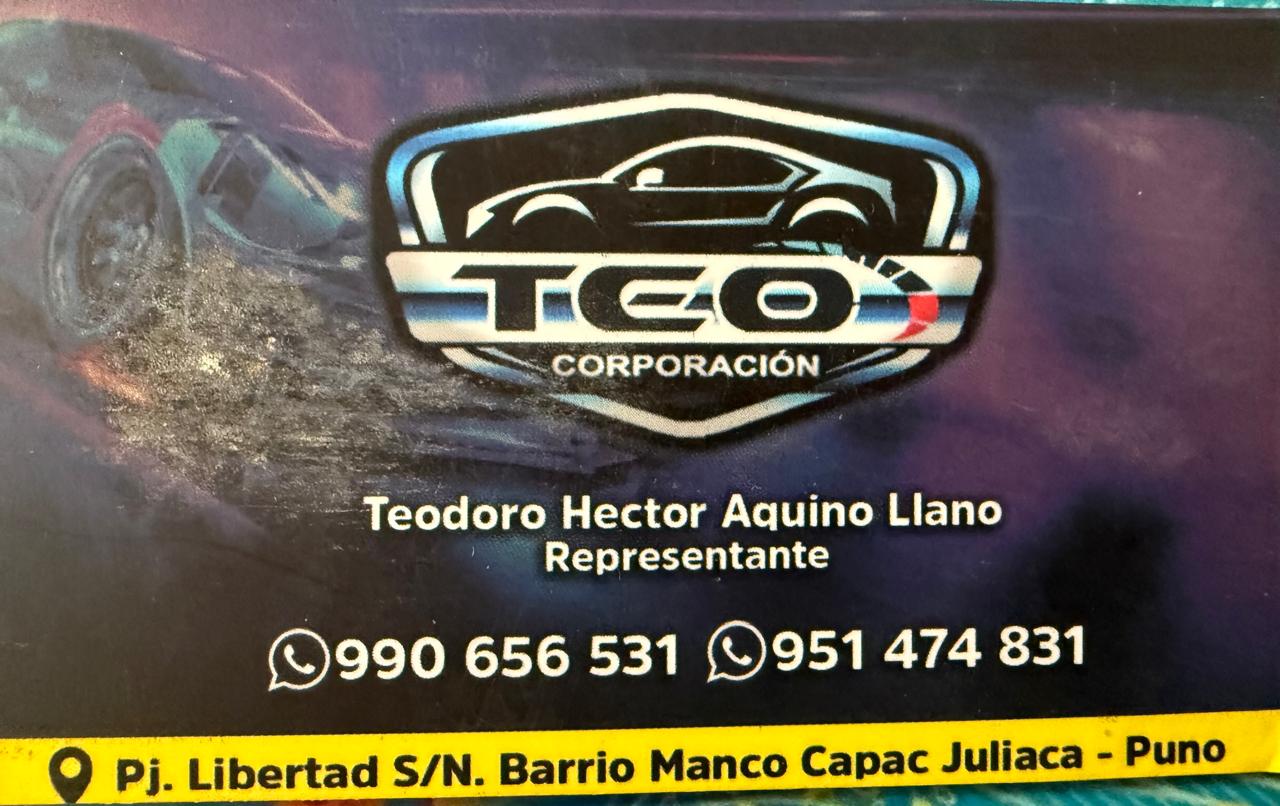 TEO
CORPORACIÓN
Teodoro Hector Aquino Llano
Representante
990 656 531 951 474 831
Pj. Libertad S/N. Barrio Manco Capac Juliaca - Puno